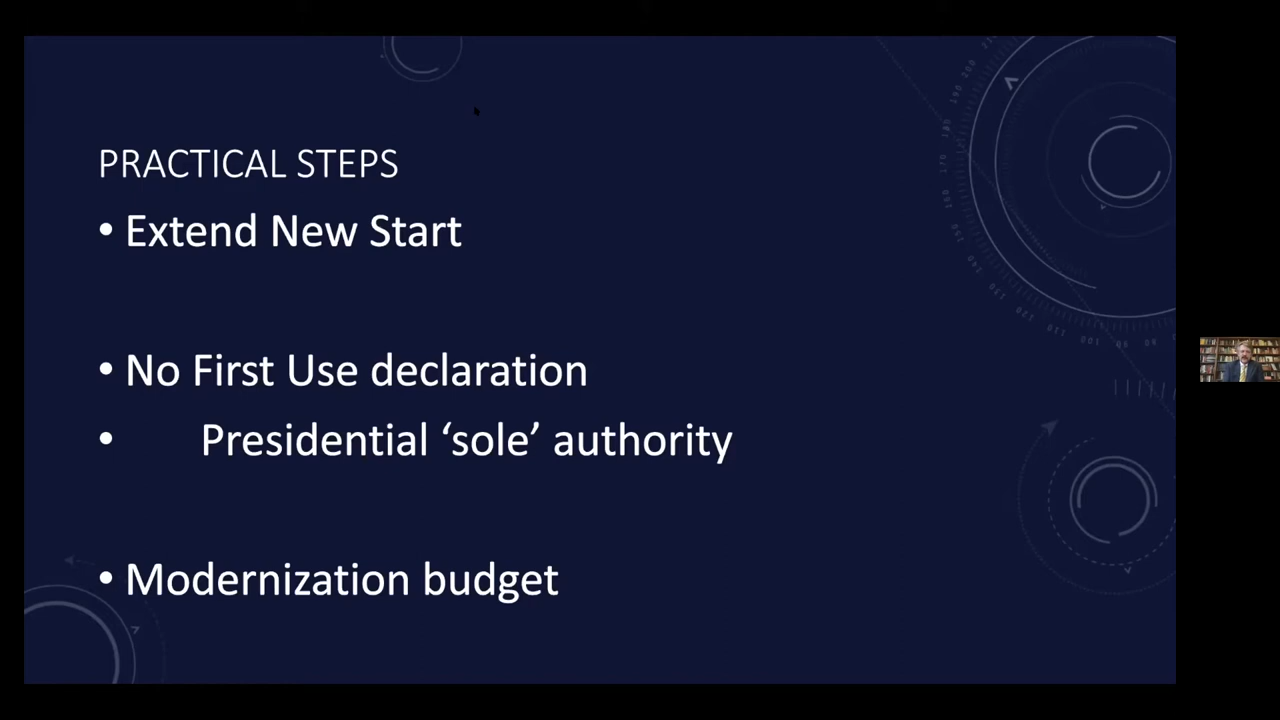 PRACTICAL STEPS
• Extend New Start
• No First Use declaration
• Presidential ‘sole’ authority
• Modernization budget